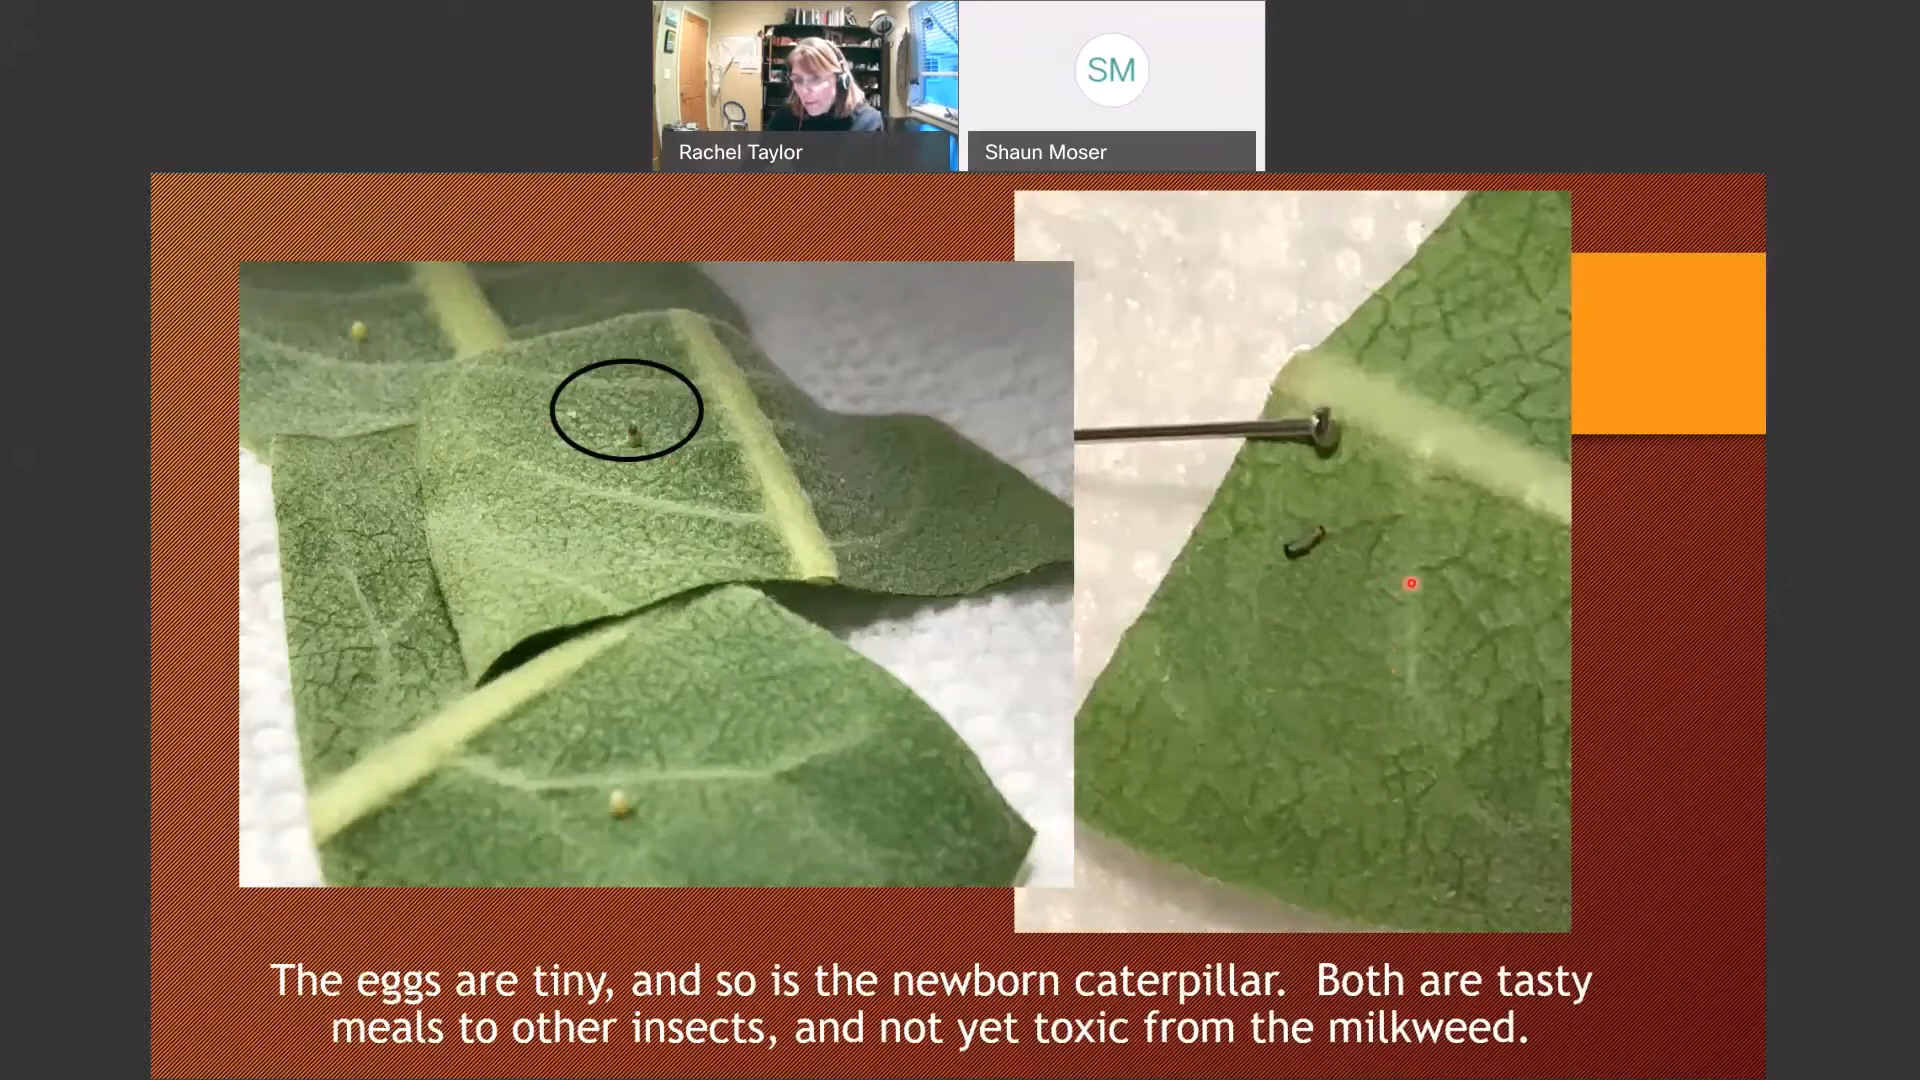 SM
Rachel Taylor
Shaun Moser
The eggs are tiny, and so is the newborn caterpillar. Both are tasty
meals to other insects, and not yet toxic from the milkweed.